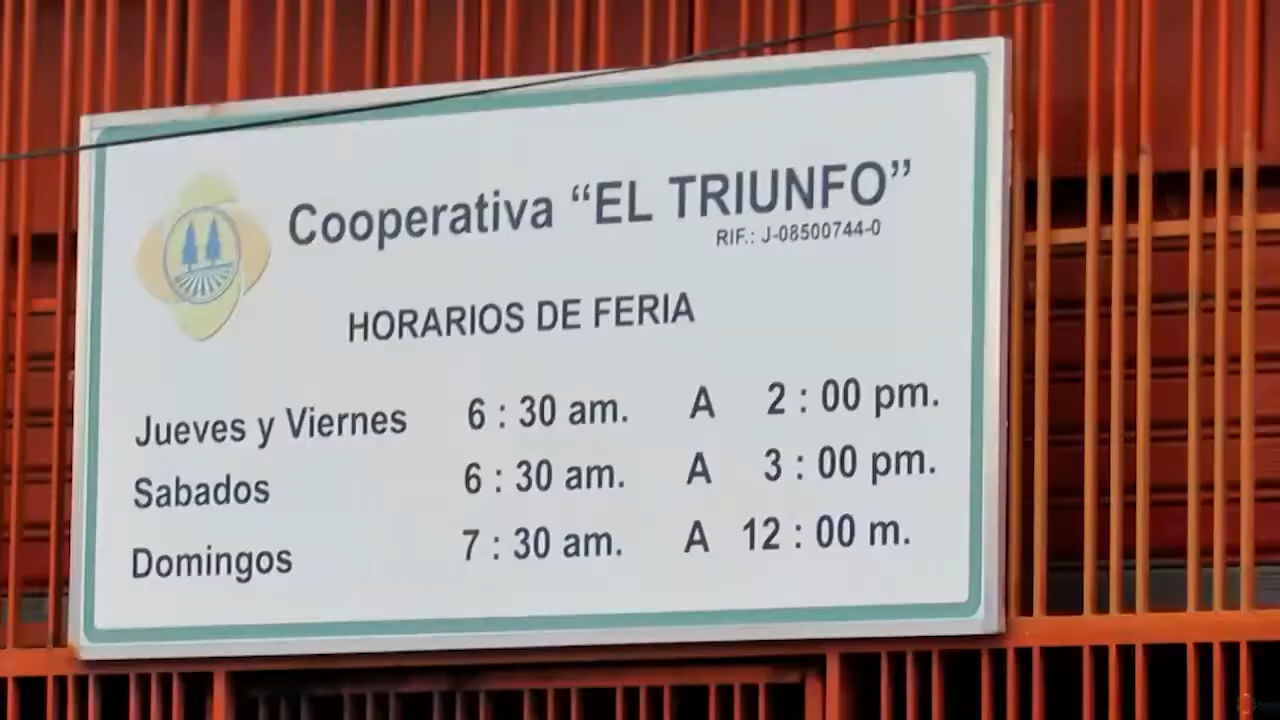 Cooperativa “EL TRIUNFO”
RIF.: J-08500744-0
HORARIOS DE FERIA
Jueves y Viernes 6 : 30 am. A 2 : 00 pm.
Sabados 6 : 30 am. A 3 : 00 pm.
Domingos 7 : 30 am. A 12 : 00 m.